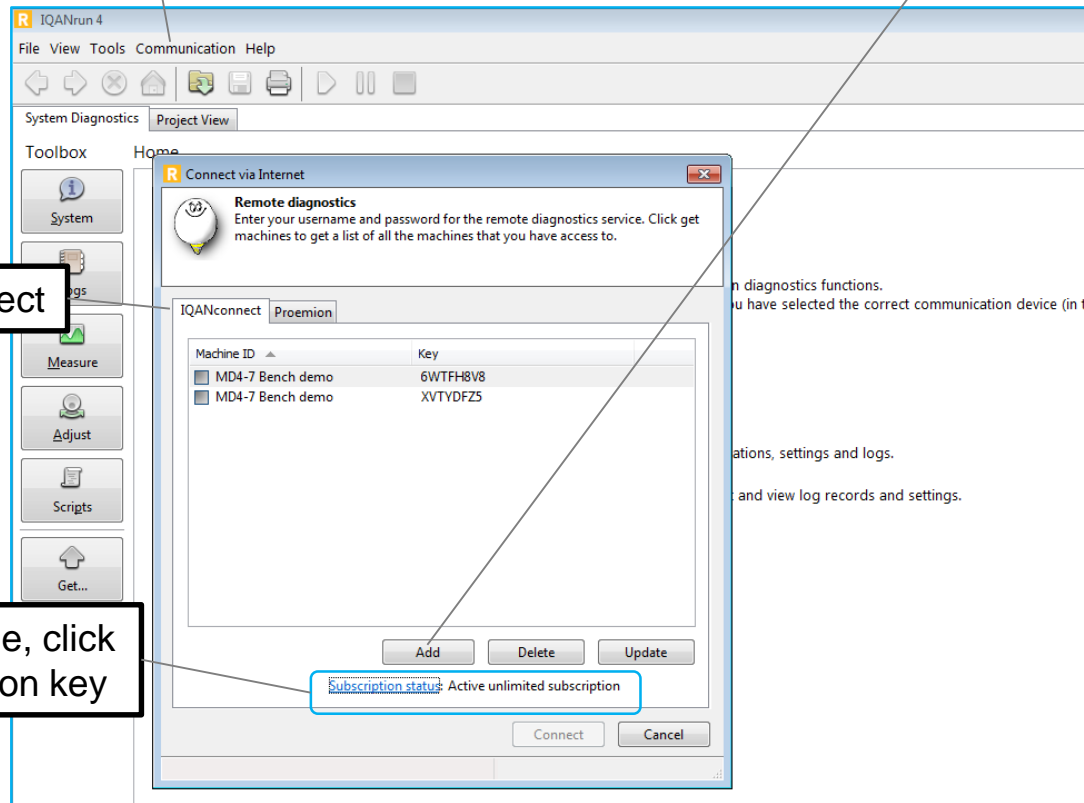 IQANrun 4
File View Tools Communication Help
System Diagnostics Project View
Toolbox Home
System
Logs
Measure
Adjust
Scripts
Get...
Connect via Internet
Remote diagnostics
Enter your username and password for the remote diagnostics service. Click get
machines to get a list of all the machines that you have access to.
IQANconnect Proemion
Machine ID Key
MD4-7 Bench demo 6WTFH8V8
MD4-7 Bench demo XVTYDFZ5
Add Delete Update
Subscription status: Active unlimited subscription
Connect Cancel
n diagnostics functions.
u have selected the correct communication device (in t
ations, settings and logs.
and view log records and settings.
ect
e, click
on key